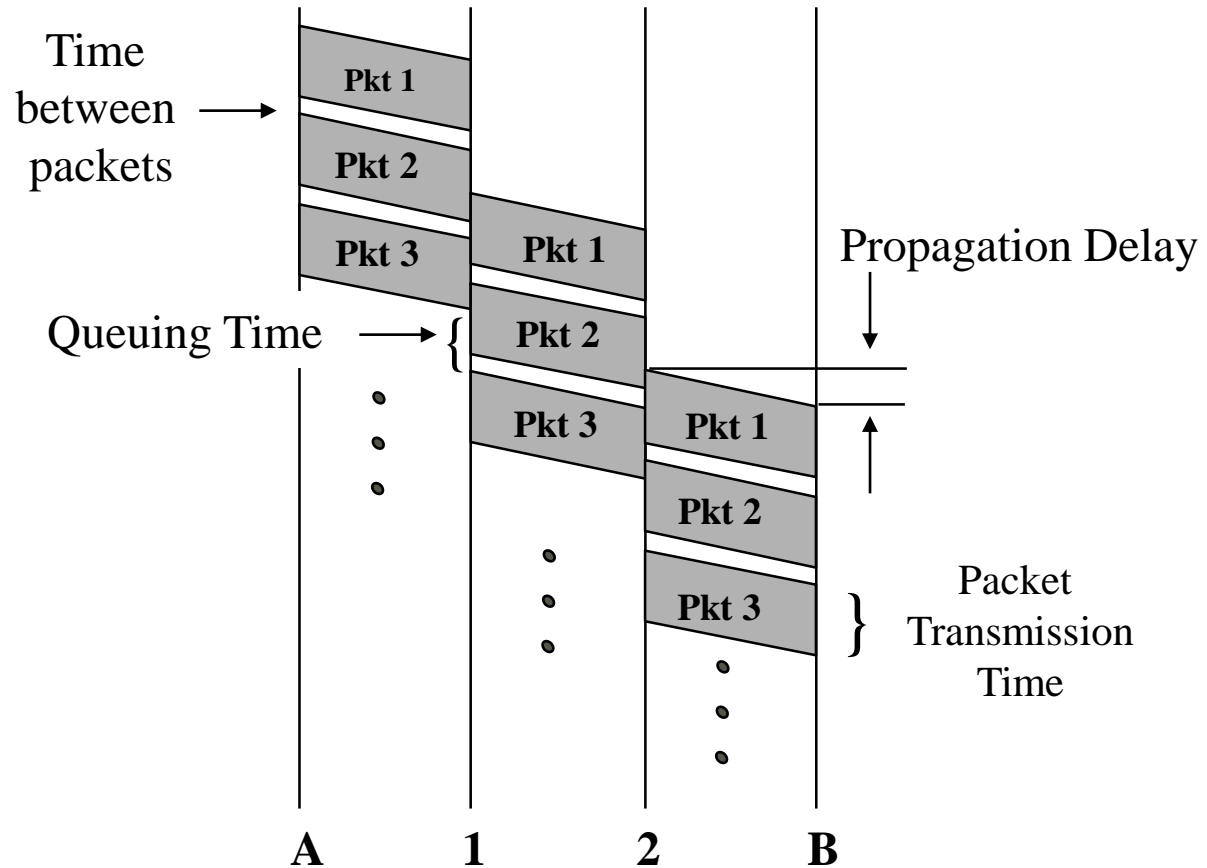 Time
between
packets
Pkt 1
Pkt 2
Pkt 3
Pkt 1
Pkt 2
Pkt 3
Pkt 1
Pkt 2
Pkt 3
Propagation Delay
Queuing Time
{
}
Packet
Transmission
Time
A 1 2 B